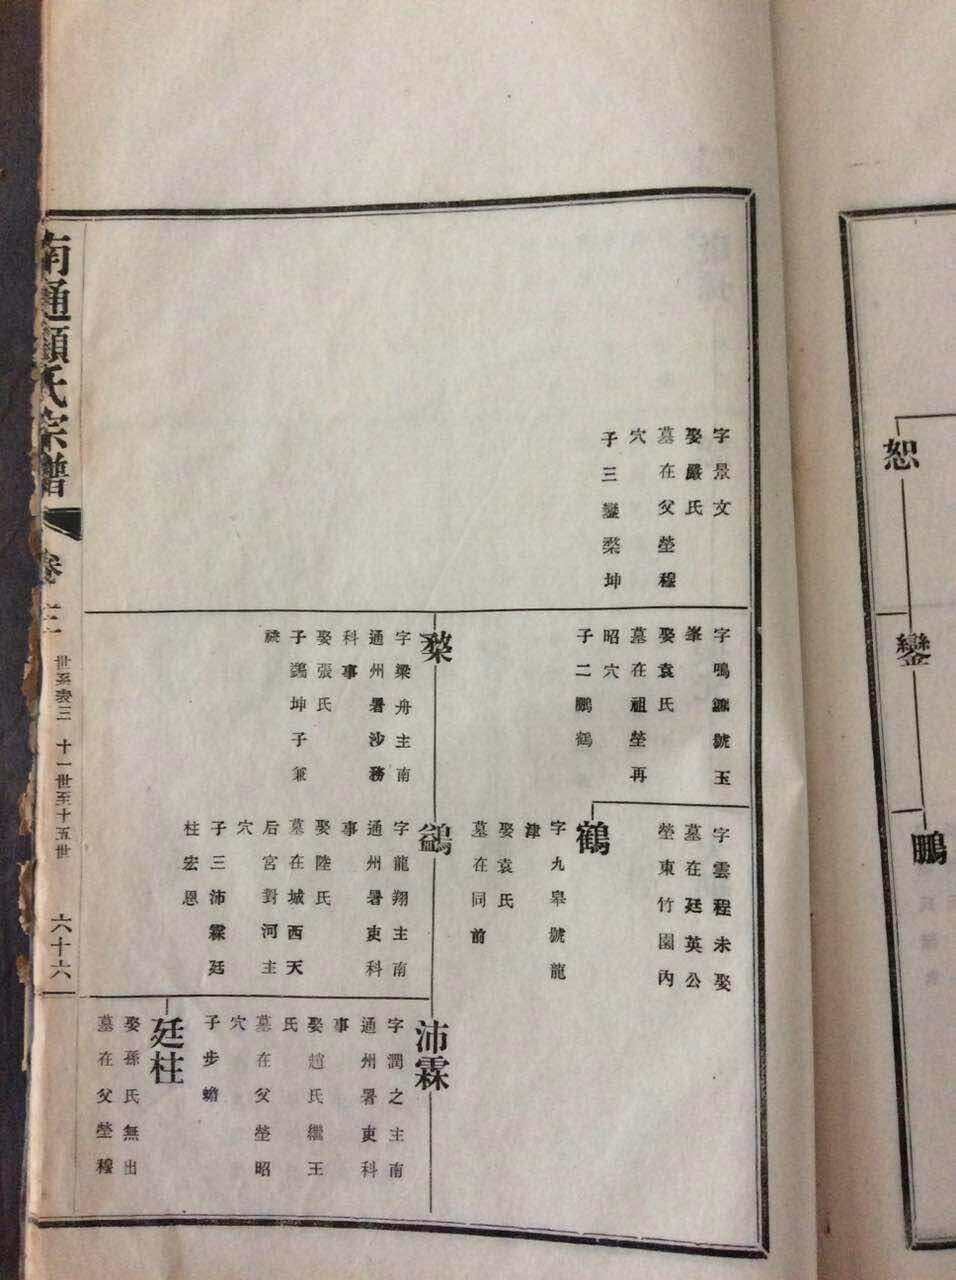 恕
鑾
鵬
字景文
娶嚴氏
墓在父塋穆
穴
子三鑾棨坤
字鳴鑣號玉
峯
娶袁氏
墓在祖塋再
昭穴
子二鵬鶴
棨
字梁舟主南
通州署沙務
科事
娶張氏
子鷁坤子兼
祧
字雲程未娶
墓在廷英公
塋東竹園內
鶴
字九皋號龍
津
娶袁氏
墓在同前
鷁
字龍翔主南
通州署吏科
事
娶陸氏
墓在城西天
后宮對河主
穴
子三沛霖廷
柱宏恩
沛霖
字潤之主南
通州署吏科
事
娶趙氏繼王
氏
墓在父塋昭
穴
子步蟾
廷柱
娶孫氏無出
墓在父塋穆
南通顧氏宗譜
卷三
世系表三 十一世至十五世
六十六